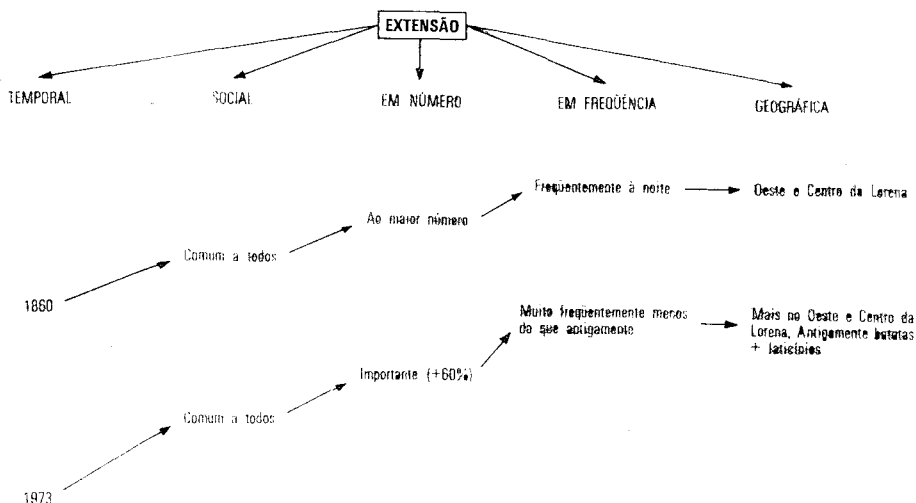 EXTENSÃO
TEMPORAL
SOCIAL
EM NÚMERO
EM FREQÜÊNCIA
GEOGRÁFICA
1860
Comum a todos
Ao maior número
Freqüentemente à noite
Oeste e Centro da Lorena
1973
Comum a todos
Importante (+60%)
Muito freqüentemente menos
do que antigamente
Mais no Oeste e Centro da
Lorena, Antigamente batatas
+ laticínios